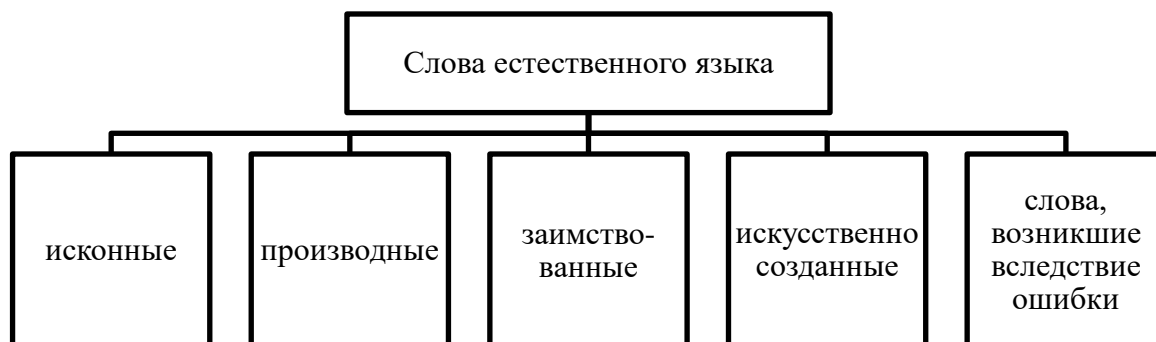 Слова естественного языка
исконные
производные
заимство-
ванные
искусственно
созданные
слова,
возникшие
вследствие
ошибки